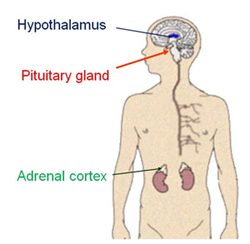 Hypothalamus
Pituitary gland
Adrenal cortex